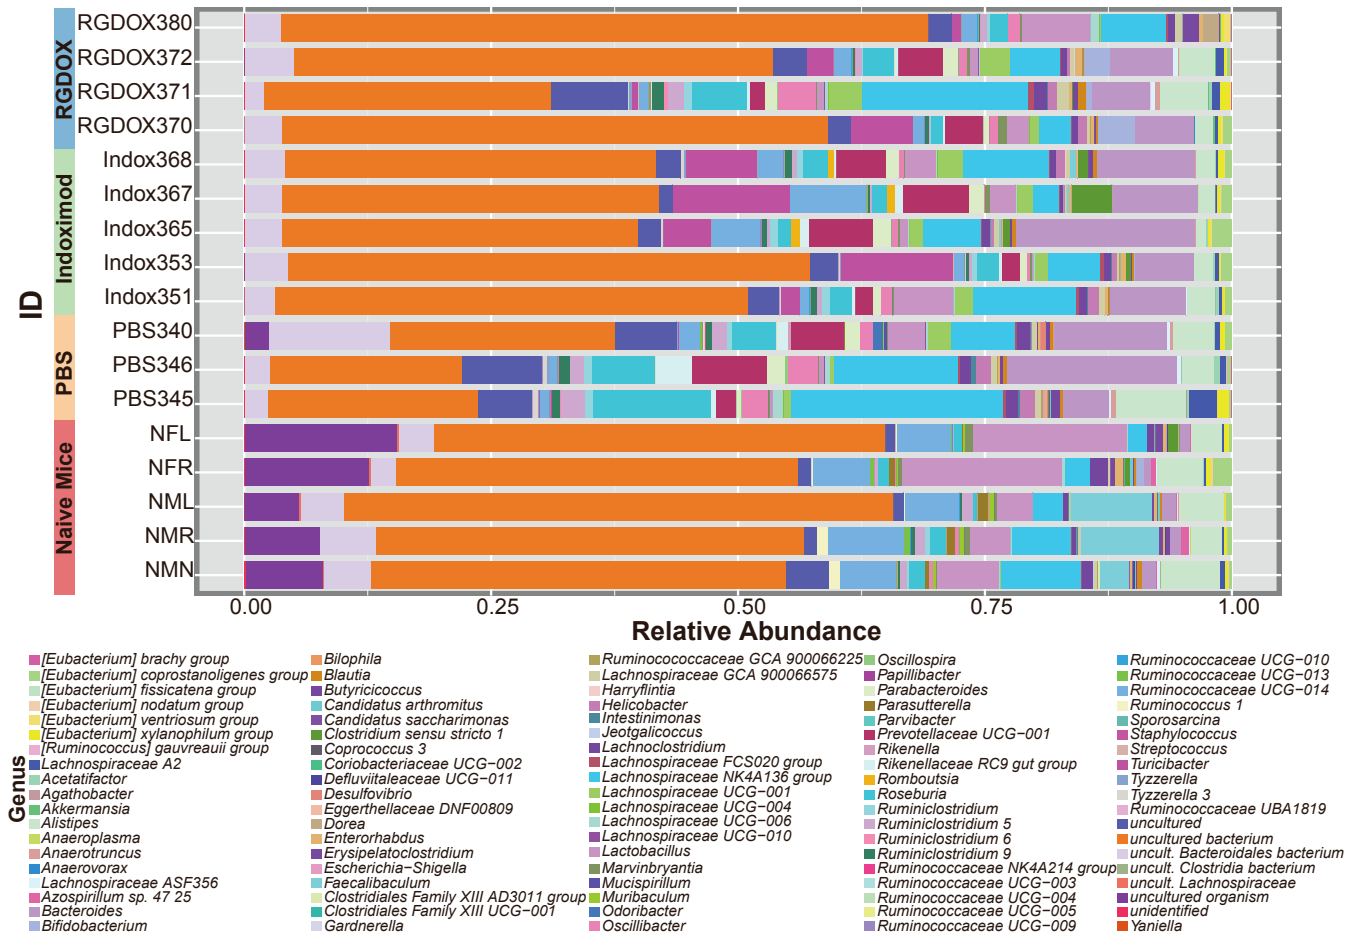 ID
RGDOX
Indoximod
PBS
Naive Mice
RGDOX380
RGDOX372
RGDOX371
RGDOX370
Indox368
Indox367
Indox365
Indox353
Indox351
PBS340
PBS346
PBS345
NFL
NFR
NML
NMR
NMN
0.00 0.25 0.50 0.75 1.00
Relative Abundance
Genus
[Eubacterium] brachy group
[Eubacterium] coprostanoligenes group
[Eubacterium] fissicatena group
[Eubacterium] nodatum group
[Eubacterium] ventriosum group
[Eubacterium] xylanophilum group
[Ruminococcus] gauvreauii group
Lachnospiraceae A2
Acetatifactor
Agathobacter
Akkermansia
Alistipes
Anaeroplasma
Anaerotruncus
Anaerovorax
Lachnospiraceae ASF356
Azospirillum sp. 47 25
Bacteroides
Bifidobacterium
Bilophila
Blautia
Butyricicoccus
Candidatus arthromitus
Candidatus saccharimonas
Clostridium sensu stricto 1
Coprococcus 3
Coriobacteriaceae UCG−002
Defluviitaleaceae UCG−011
Desulfovibrio
Eggerthellaceae DNF00809
Dorea
Enterorhabdus
Erysipelatoclostridium
Escherichia−Shigella
Faecalibaculum
Clostridiales Family XIII AD3011 group
Clostridiales Family XIII UCG−001
Gardnerella
Ruminococcaceae GCA 900066225
Lachnospiraceae GCA 900066575
Harryflintia
Helicobacter
Intestinimonas
Jeotgalicoccus
Lachnoclostridium
Lachnospiraceae FCS020 group
Lachnospiraceae NK4A136 group
Lachnospiraceae UCG−001
Lachnospiraceae UCG−004
Lachnospiraceae UCG−006
Lachnospiraceae UCG−010
Lactobacillus
Marvinbryantia
Mucispirillum
Muribaculum
Odoribacter
Oscillibacter
Oscillospira
Papillibacter
Parabacteroides
Parasutterella
Parvibacter
Prevotellaceae UCG−001
Rikenella
Rikenellaceae RC9 gut group
Romboutsia
Roseburia
Ruminiclostridium
Ruminiclostridium 5
Ruminiclostridium 6
Ruminiclostridium 9
Ruminococcaceae NK4A214 group
Ruminococcaceae UCG−003
Ruminococcaceae UCG−004
Ruminococcaceae UCG−005
Ruminococcaceae UCG−009
Ruminococcaceae UCG−010
Ruminococcaceae UCG−013
Ruminococcaceae UCG−014
Ruminococcus 1
Sporosarcina
Staphylococcus
Streptococcus
Turicibacter
Tyzzerella
Tyzzerella 3
Ruminococcaceae UBA1819
uncultured
uncultured bacterium
uncult. Bacteroidales bacterium
uncult. Clostridia bacterium
uncult. Lachnospiraceae
uncultured organism
unidentified
Yaniella